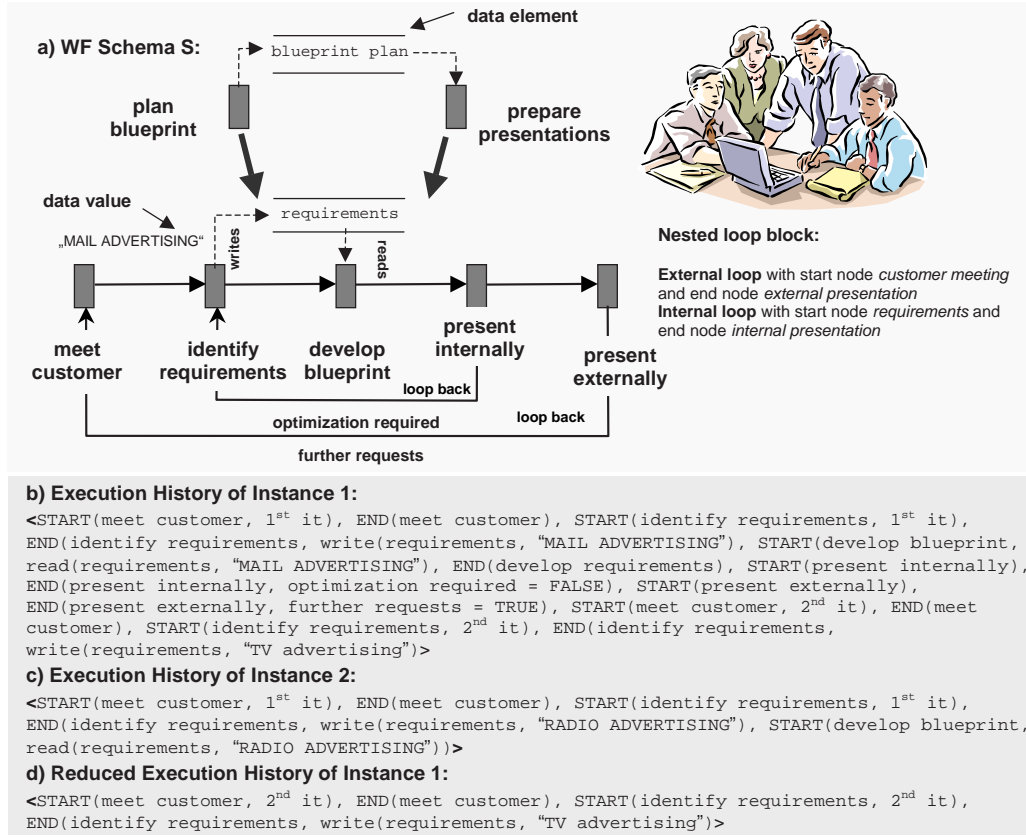 data element
a) WF Schema S:
blueprint plan
plan
blueprint
prepare
presentations
data value
requirements
„MAIL ADVERTISING“
writes
reads
Nested loop block:
External loop with start node customer meeting
and end node external presentation
Internal loop with start node requirements and
end node internal presentation
meet
customer
identify
requirements
develop
blueprint
present
internally
present
externally
loop back
optimization required
loop back
further requests
b) Execution History of Instance 1:
<START(meet customer, 1st it), END(meet customer), START(identify requirements, 1st it),
END(identify requirements, write(requirements, “MAIL ADVERTISING”), START(develop blueprint,
read(requirements, “MAIL ADVERTISING”), END(develop requirements), START(present internally),
END(present internally, optimization required = FALSE), START(present externally),
END(present externally, further requests = TRUE), START(meet customer, 2nd it), END(meet
customer), START(identify requirements, 2nd it), END(identify requirements,
write(requirements, “TV advertising”)>
c) Execution History of Instance 2:
<START(meet customer, 1st it), END(meet customer), START(identify requirements, 1st it),
END(identify requirements, write(requirements, “RADIO ADVERTISING”), START(develop blueprint,
read(requirements, “RADIO ADVERTISING”))>
d) Reduced Execution History of Instance 1:
<START(meet customer, 2nd it), END(meet customer), START(identify requirements, 2nd it),
END(identify requirements, write(requirements, “TV advertising”)>